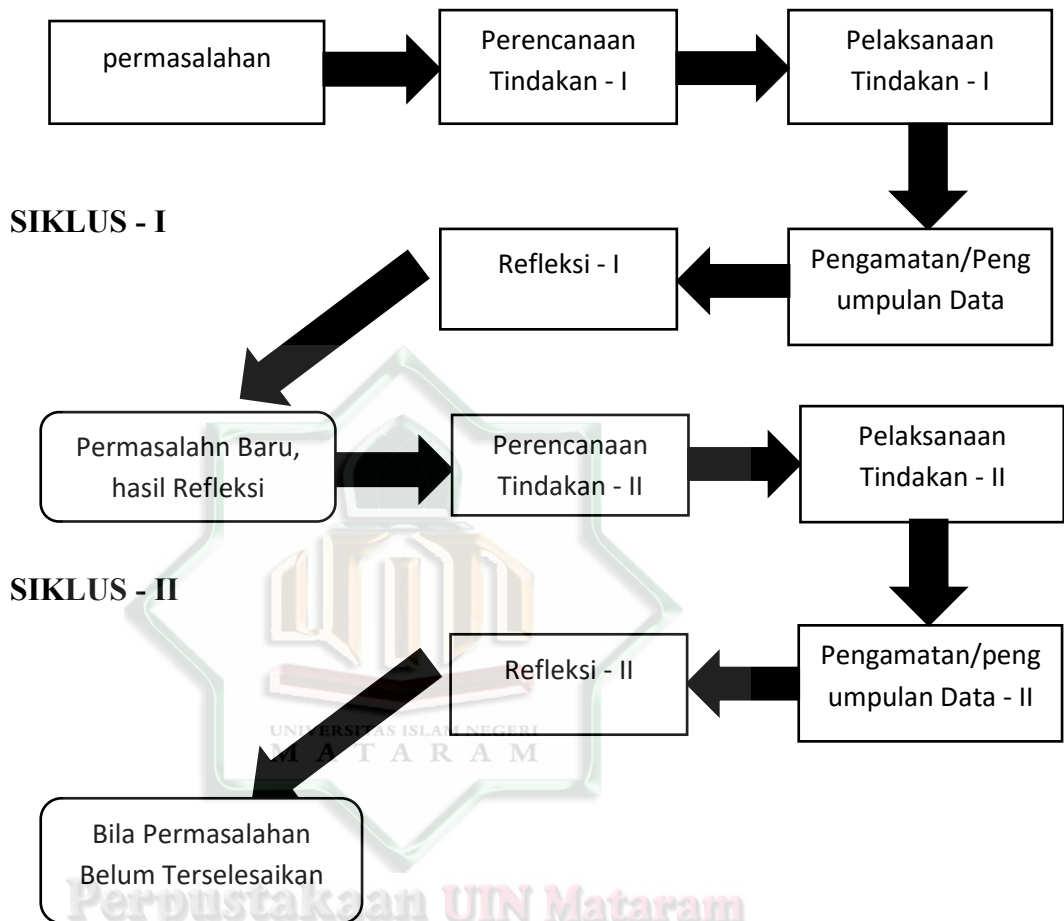 permasalahan
Perencanaan
Tindakan - I
Pelaksanaan
Tindakan - I
SIKLUS - I
Refleksi - I
Pengamatan/Peng
umpulan Data
Permasalahn Baru,
hasil Refleksi
Perencanaan
Tindakan - II
Pelaksanaan
Tindakan - II
SIKLUS - II
Refleksi - II
Pengamatan/peng
umpulan Data - II
UNIVERSITAS ISLAM NEGERI
MATARAM
Bila Permasalahan
Belum Terselesaikan
Perpustakaan UIN Mataram